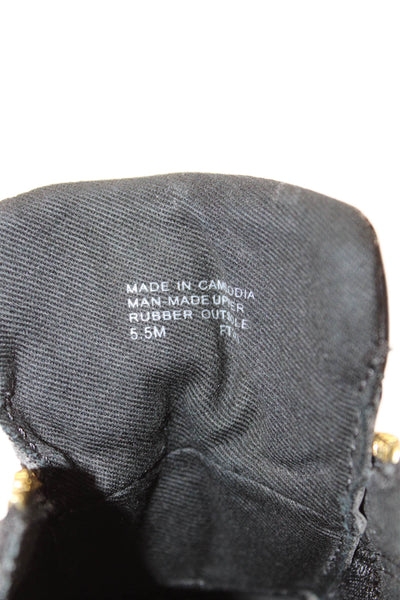 MADE IN CAMBODIA
MAN-MADE UPPER
RUBBER OUTSOLE
5.5M